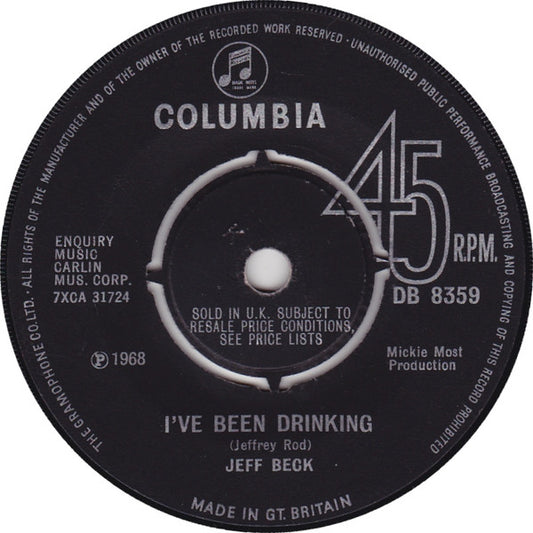 THE GRAMOPHONE CO. LTD. · ALL RIGHTS OF THE MANUFACTURER AND OF THE OWNER OF THE RECORDED WORK RESERVED · UNAUTHORISED PUBLIC PERFORMANCE BROADCASTING AND COPYING OF THIS RECORD PROHIBITED
MAGIC NOTES
TRADE MARK
COLUMBIA
45
R.P.M.
ENQUIRY
MUSIC
CARLIN
MUS. CORP.
7XCA 31724
DB 8359
SOLD IN U.K. SUBJECT TO
RESALE PRICE CONDITIONS,
SEE PRICE LISTS
Ⓟ 1968
Mickie Most
Production
I'VE BEEN DRINKING
(Jeffrey Rod)
JEFF BECK
MADE IN GT. BRITAIN